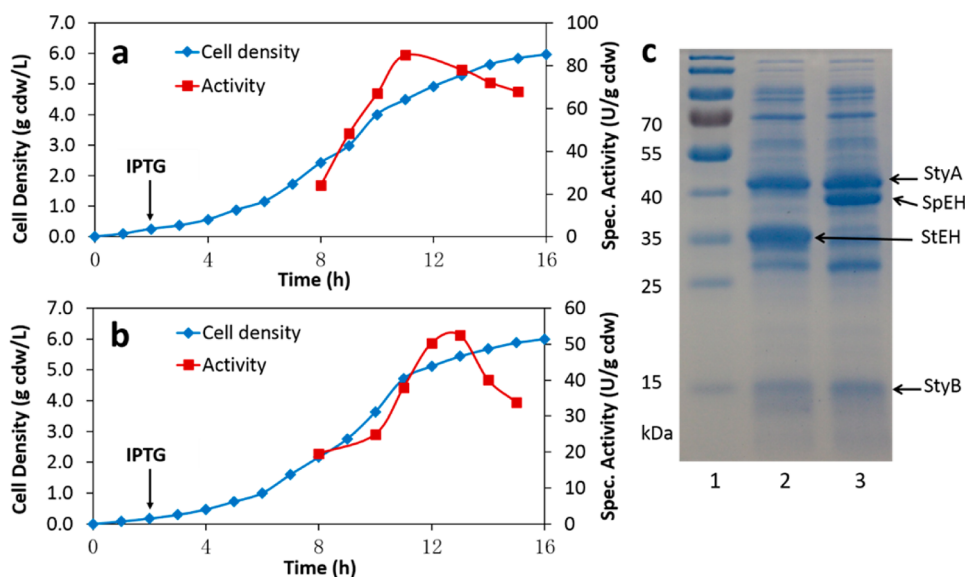 a
Cell density
Activity
IPTG
7.0
6.0
5.0
4.0
3.0
2.0
1.0
0.0
Cell Density (g cdw/L)
100
80
60
40
20
0
Spec. Activity (U/g cdw)
0 4 8 12 16
Time (h)
b
Cell density
Activity
IPTG
7.0
6.0
5.0
4.0
3.0
2.0
1.0
0.0
Cell Density (g cdw/L)
60
50
40
30
20
10
0
Spec. Activity (U/g cdw)
0 4 8 12 16
Time (h)
c
70
55
40
35
25
15
kDa
StyA
SpEH
StEH
StyB
1 2 3